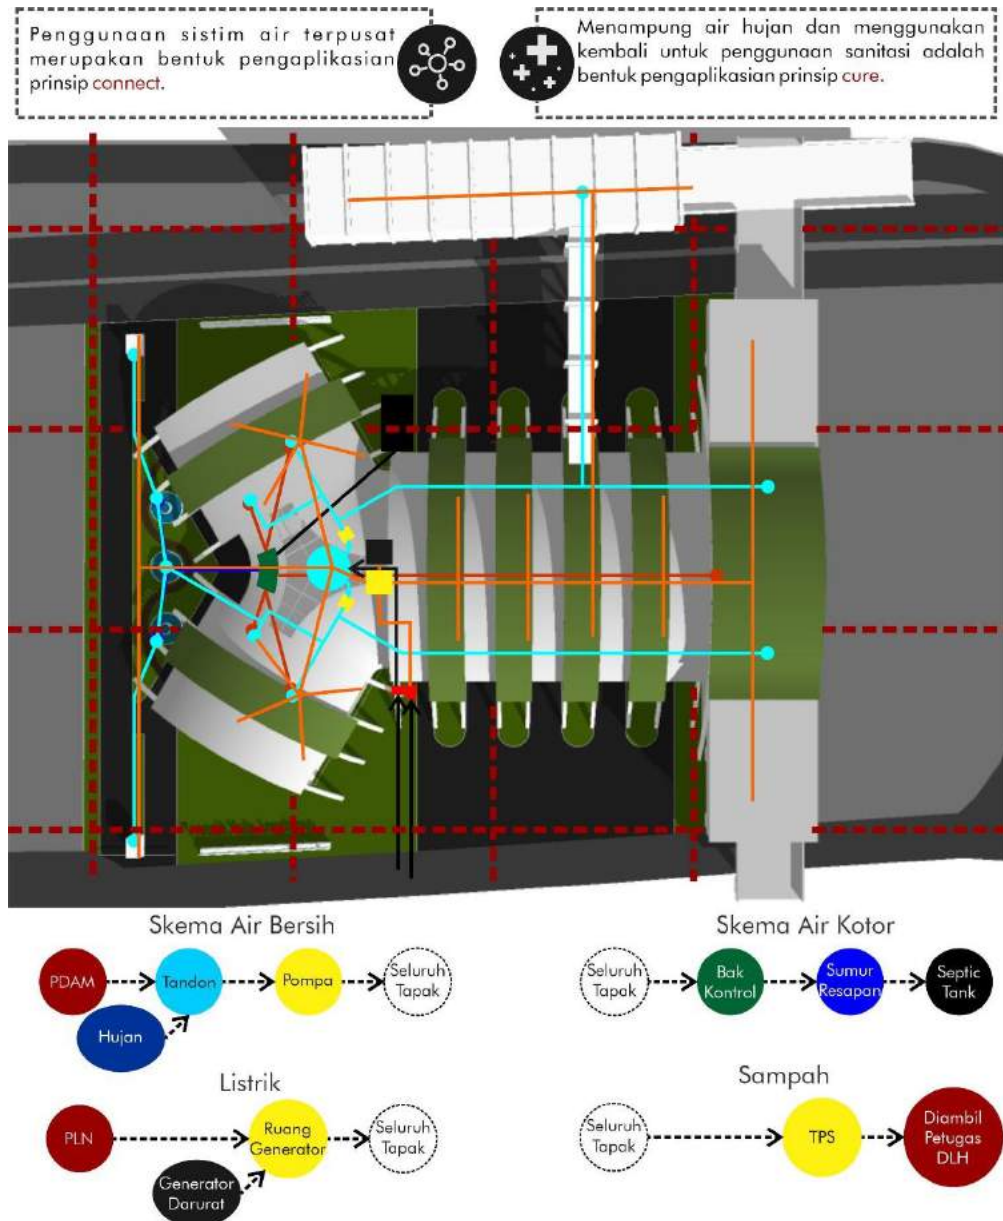 Penggunaan sistim air terpusat
merupakan bentuk pengaplikasian
prinsip connect.
Menampung air hujan dan menggunakan
kembali untuk penggunaan sanitasi adalah
bentuk pengaplikasian prinsip cure.
Skema Air Bersih
PDAM
Tandon
Pompa
Seluruh
Tapak
Hujan
Skema Air Kotor
Seluruh
Tapak
Bak
Kontrol
Sumur
Resapan
Septic
Tank
Listrik
PLN
Ruang
Generator
Seluruh
Tapak
Generator
Darurat
Sampah
Seluruh
Tapak
TPS
Diambil
Petugas
DLH